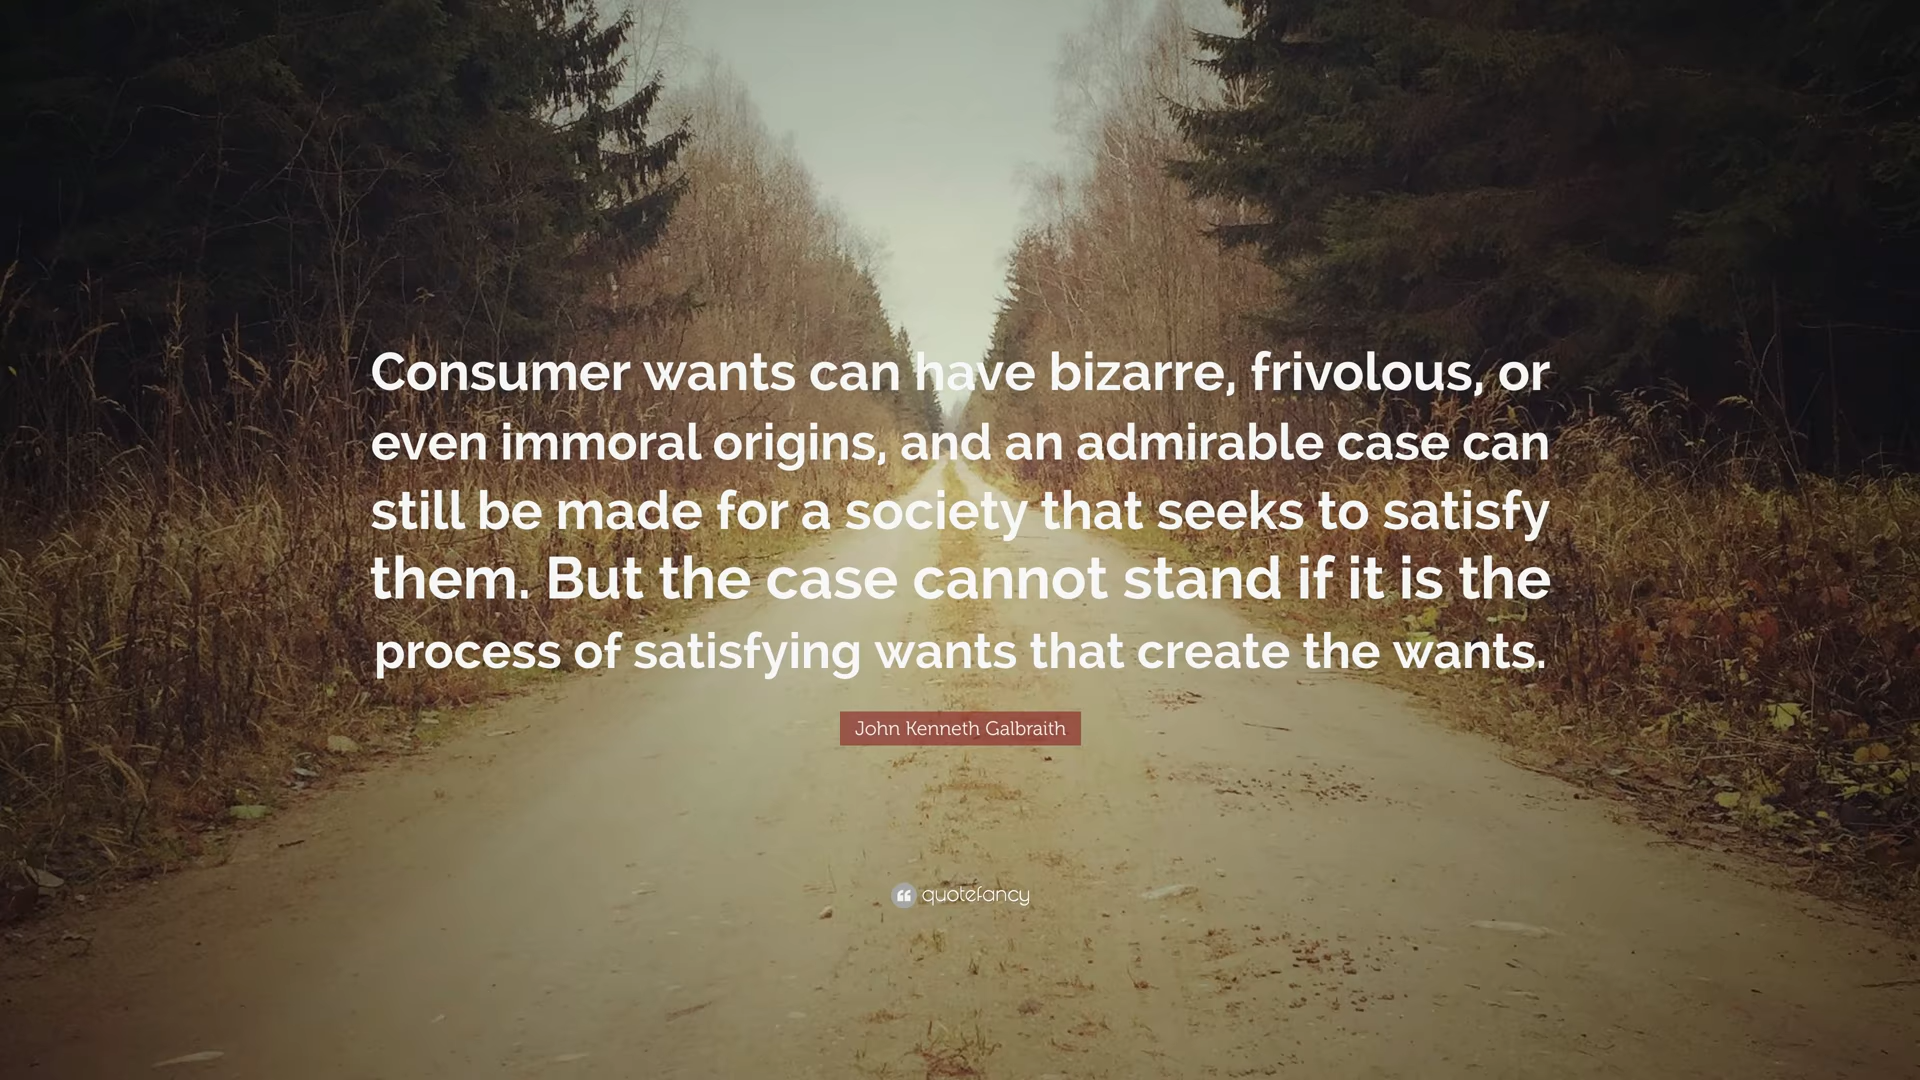 Consumer wants can have bizarre, frivolous, or
even immoral origins, and an admirable case can
still be made for a society that seeks to satisfy
them. But the case cannot stand if it is the
process of satisfying wants that create the wants.
John Kenneth Galbraith
quotefancy